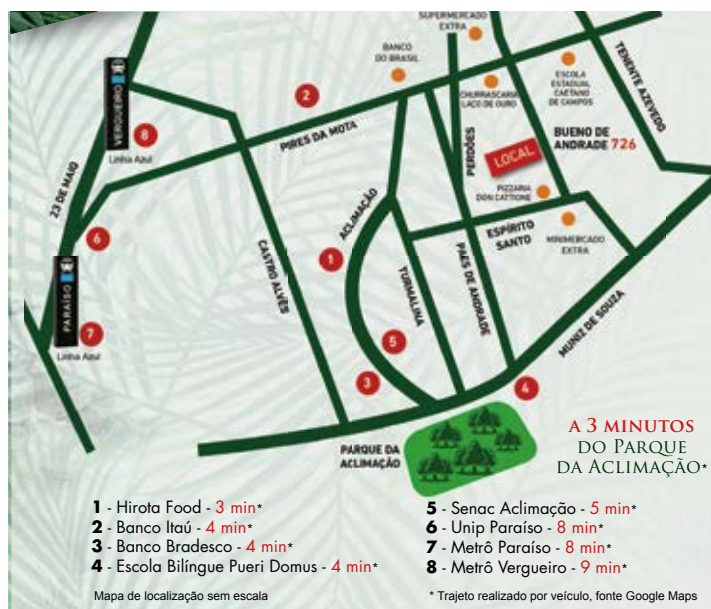 SUPERMERCADO
EXTRA
BANCO
DO BRASIL
2
CHURRASCARIA
LAÇO DE OURO
ESCOLA
ESTADUAL
CAETANO
DE CAMPOS
TENENTE AZEVEDO
VERGUEIRO
8
Linha Azul
PIRES DA MOTA
PERDÕES
LOCAL
BUENO DE
ANDRADE 726
PIZZARIA
DON CATTIONE
23 DE MAIO
6
ACLIMAÇÃO
1
CASTRO ALVES
TURMALINA
PAES DE ANDRADE
ESPÍRITO
SANTO
MINIMERCADO
EXTRA
PARAÍSO
7
Linha Azul
5
3
4
MUNIZ DE SOUZA
PARQUE DA
ACLIMAÇÃO
A 3 MINUTOS
DO PARQUE
DA ACLIMAÇÃO*
1 - Hirota Food - 3 min*
2 - Banco Itaú - 4 min*
3 - Banco Bradesco - 4 min*
4 - Escola Bilíngue Pueri Domus - 4 min*
5 - Senac Aclimação - 5 min*
6 - Unip Paraíso - 8 min*
7 - Metrô Paraíso - 8 min*
8 - Metrô Vergueiro - 9 min*
Mapa de localização sem escala
* Trajeto realizado por veículo, fonte Google Maps